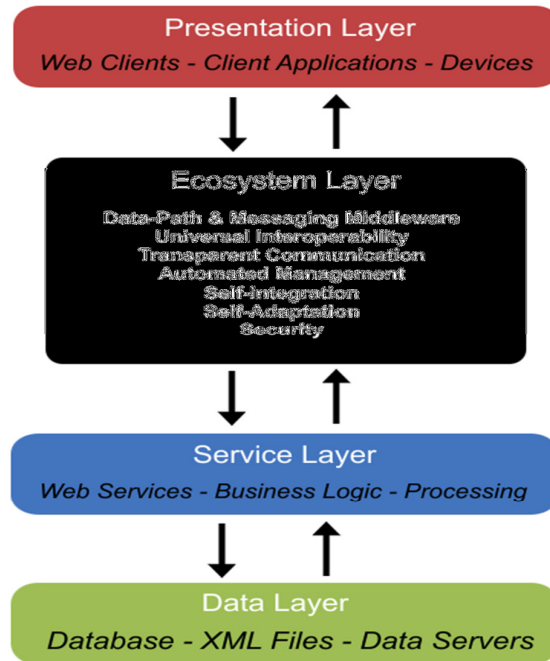 Presentation Layer
Web Clients - Client Applications - Devices
Ecosystem Layer
Data-Path & Messaging Middleware
Universal Interoperability
Transparent Communication
Automated Management
Self-Integration
Self-Adaptation
Security
Service Layer
Web Services - Business Logic - Processing
Data Layer
Database - XML Files - Data Servers